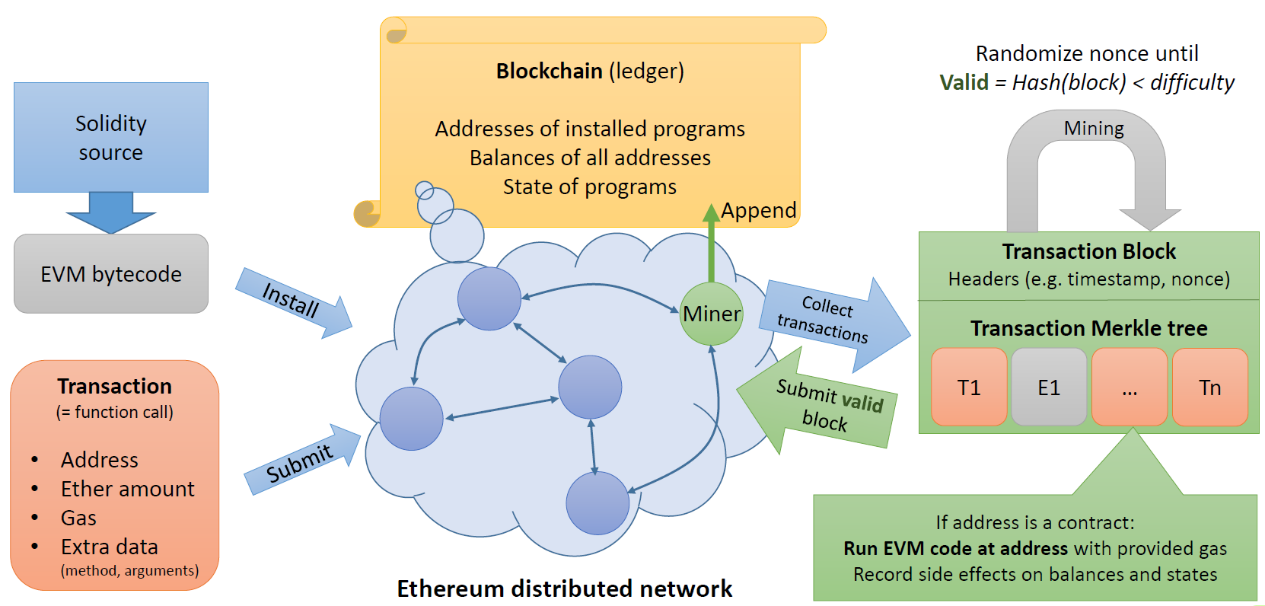 Solidity
source
EVM bytecode
Transaction
(= function call)
• Address
• Ether amount
• Gas
• Extra data
(method, arguments)
Install
Submit
Blockchain (ledger)
Addresses of installed programs
Balances of all addresses
State of programs
Append
Miner
Ethereum distributed network
Collect
transactions
Submit valid
block
Randomize nonce until
Valid = Hash(block) < difficulty
Mining
Transaction Block
Headers (e.g. timestamp, nonce)
Transaction Merkle tree
T1 E1 ... Tn
If address is a contract:
Run EVM code at address with provided gas
Record side effects on balances and states